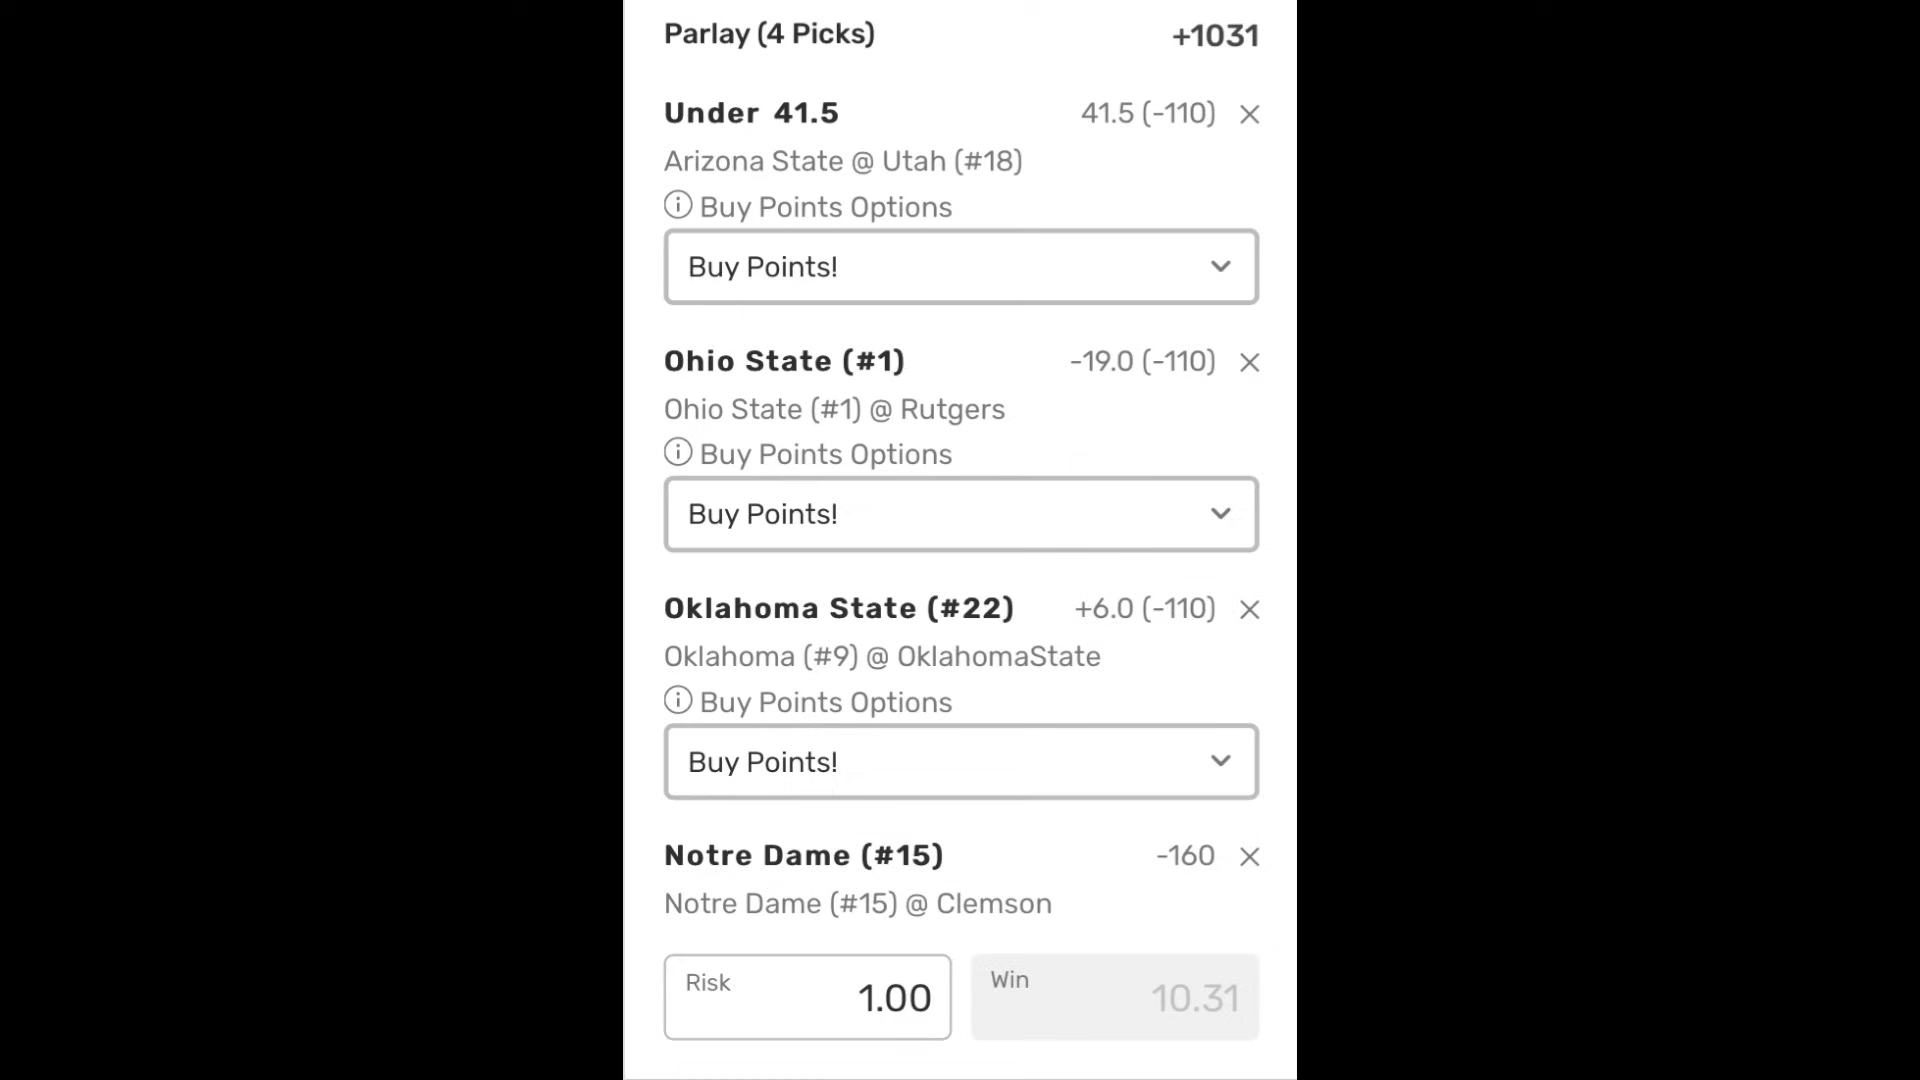 Parlay (4 Picks) +1031
Under 41.5 41.5 (-110)
Arizona State @ Utah (#18)
Buy Points Options
Buy Points!
Ohio State (#1) -19.0 (-110)
Ohio State (#1) @ Rutgers
Buy Points Options
Buy Points!
Oklahoma State (#22) +6.0 (-110)
Oklahoma (#9) @ OklahomaState
Buy Points Options
Buy Points!
Notre Dame (#15) -160
Notre Dame (#15) @ Clemson
Risk 1.00 Win 10.31